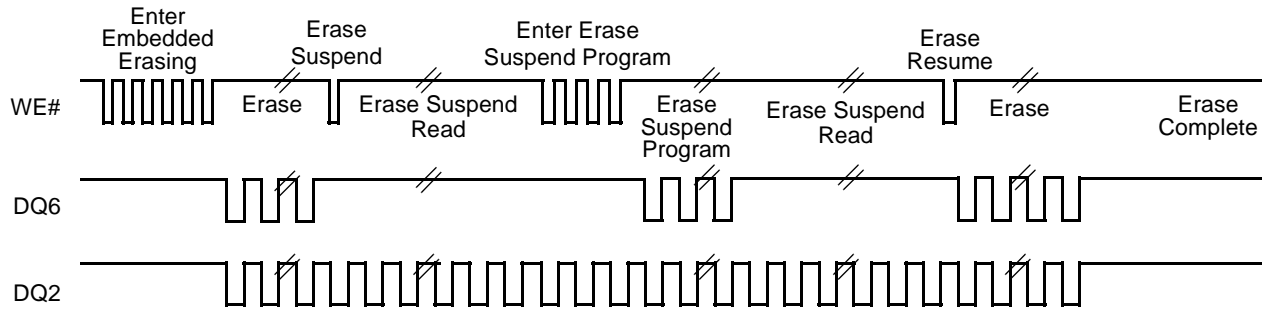 Enter
Embedded
Erasing
Erase
Suspend
Enter Erase
Suspend Program
Erase
Resume
WE#
Erase
Erase Suspend
Read
Erase
Suspend
Program
Erase Suspend
Read
Erase
Erase
Complete
DQ6
DQ2